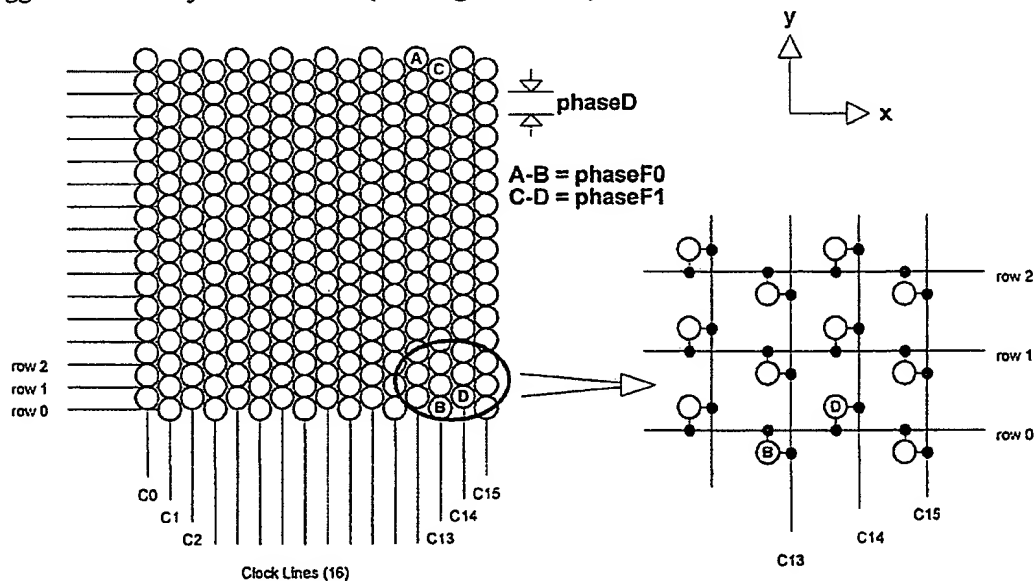 A
C
phaseD
A-B = phaseF0
C-D = phaseF1
y
x
row 2
row 1
row 0
B
D
C0
C1
C2
C13
C14
C15
Clock Lines (16)
row 2
row 1
row 0
D
B
C13
C14
C15